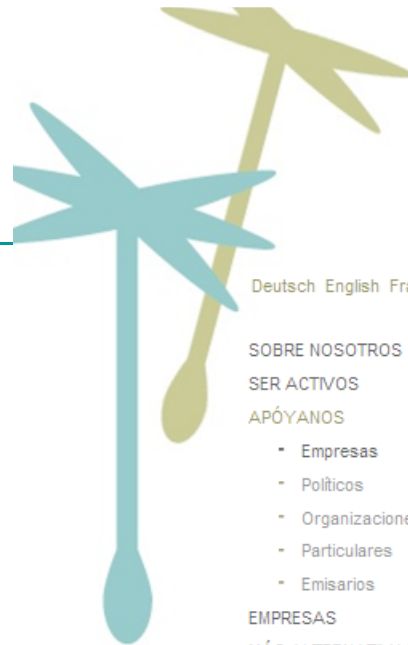 Deutsch English
SOBRE NOSOTROS
SER ACTIVOS
APÓYANOS
- Empresas
- Políticos
- Particulares
- Emisarios
EMPRESAS